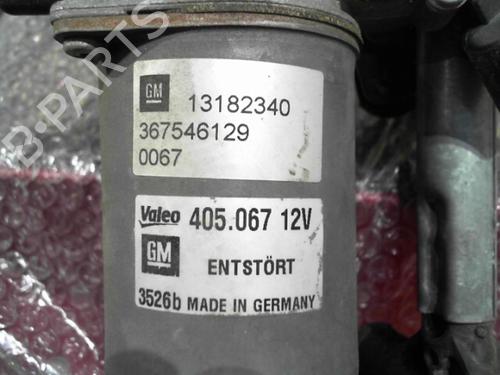 B-PARTS
GM 13182340
367546129
0067
Valeo 405.067 12V
GM ENTSTÖRT
3526b MADE IN GERMANY